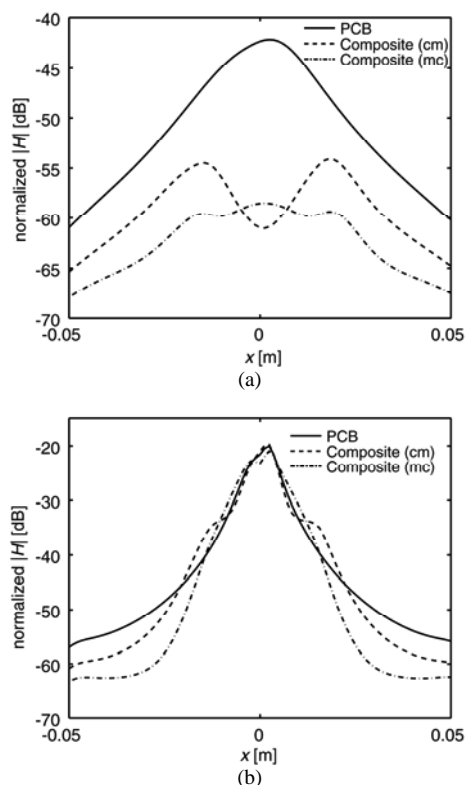 -40
-45
-50
-55
-60
-65
-70
normalized |H| [dB]
PCB
Composite (cm)
Composite (mc)
-0.05
0
0.05
x [m]
(a)
-20
-30
-40
-50
-60
-70
normalized |H| [dB]
PCB
Composite (cm)
Composite (mc)
-0.05
0
0.05
x [m]
(b)